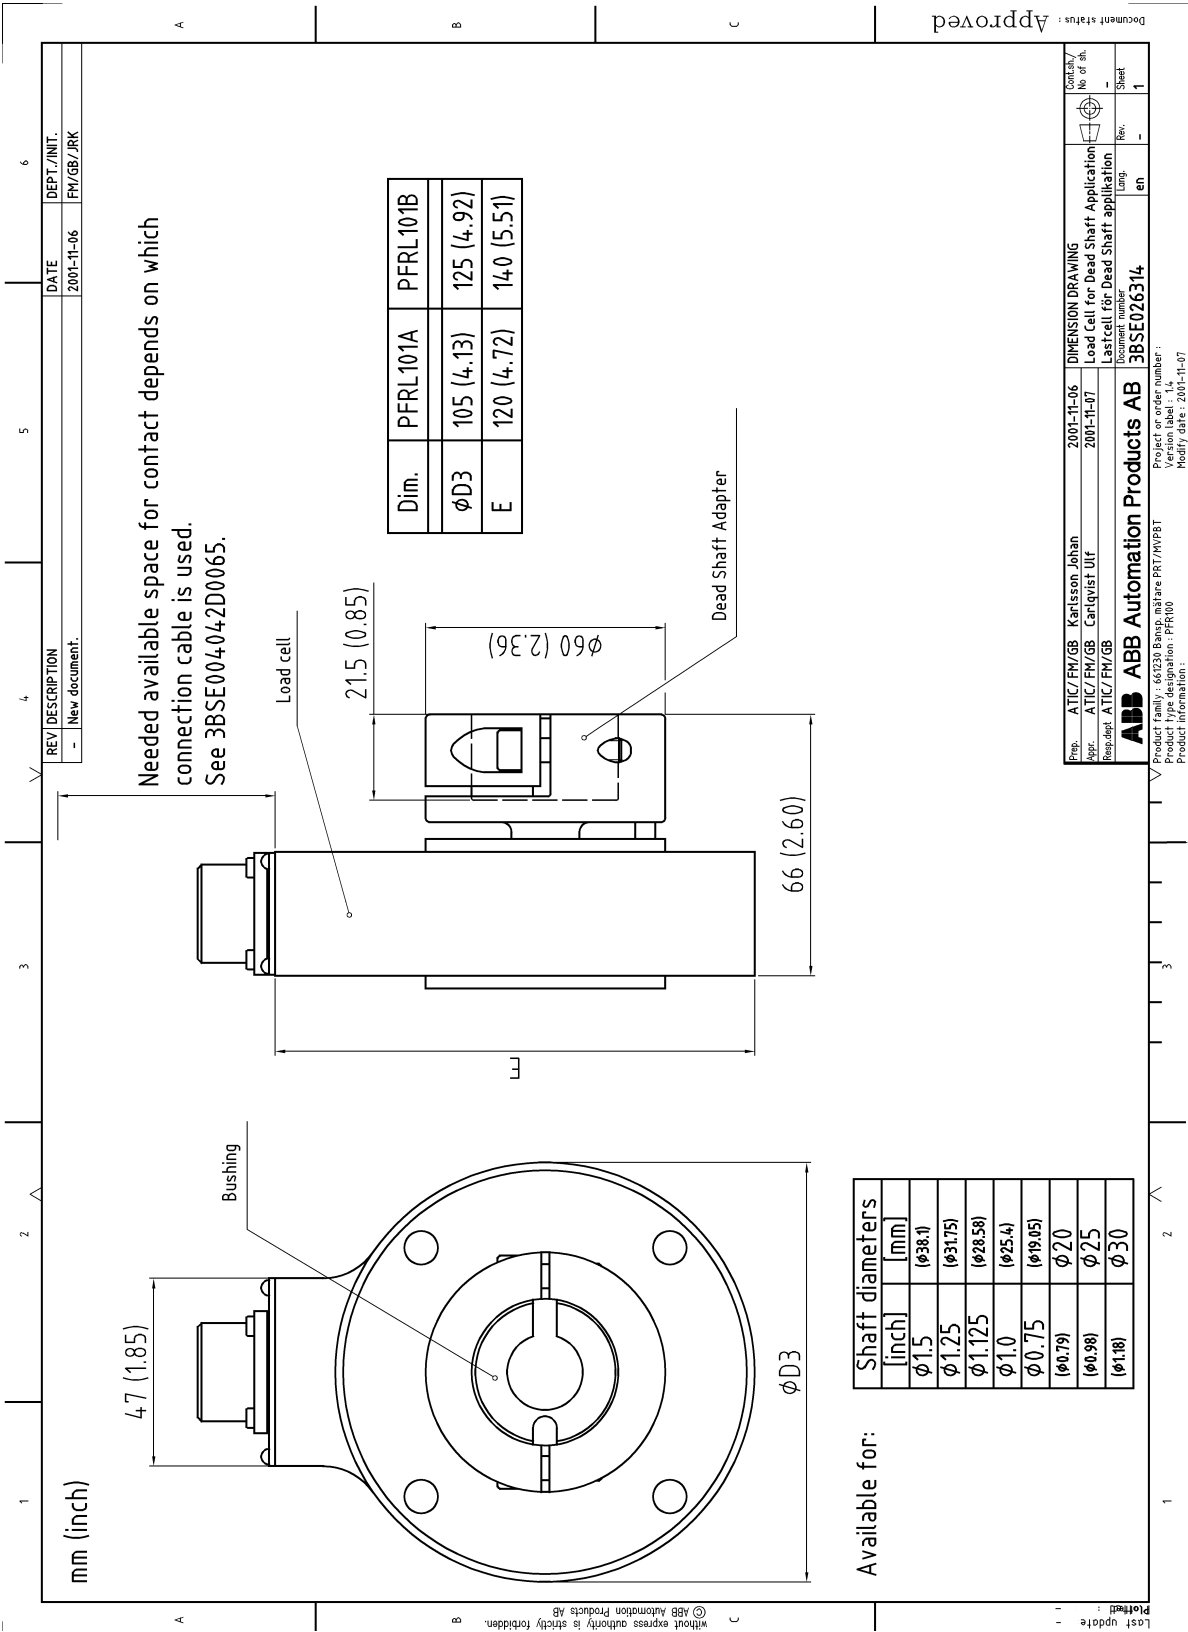 Document status : Approved
A B C
REV DESCRIPTION DATE DEPT./INIT.
- New document. 2001-11-06 FM/GB/JRK
1 2 3 4 5 6
mm (inch)
Needed available space for contact depends on which
connection cable is used.
See 3BSE004042D0065.
47 (1.85)
Bushing
ϕD3
Load cell
21.5 (0.85)
ϕ60 (2.36)
66 (2.60)
E
Dead Shaft Adapter
Dim. PFRL101A PFRL101B
ϕD3 105 (4.13) 125 (4.92)
E 120 (4.72) 140 (5.51)
Available for:
Shaft diameters
[inch] [mm]
ϕ1.5 (ϕ38.1)
ϕ1.25 (ϕ31.75)
ϕ1.125 (ϕ28.58)
ϕ1.0 (ϕ25.4)
ϕ0.75 (ϕ19.05)
(ϕ0.79) ϕ20
(ϕ0.98) ϕ25
(ϕ1.18) ϕ30
Prep. ATIC/ FM/GB Karlsson Johan 2001-11-06
Appr. ATIC/ FM/GB Carlqvist Ulf 2001-11-07
Resp.dept ATIC/ FM/GB
DIMENSION DRAWING
Load Cell for Dead Shaft Application
Lastcell för Dead Shaft applikation
Cont.sh./
No of sh.
-
ABB ABB Automation Products AB
Document number
3BSE026314
Lang.
en
Rev.
-
Sheet
1
Product family : 661230 Bansp. mätare PRT/MVPBT
Product type designation : PFR100
Product information :
Project or order number :
Version label : 1.4
Modify date : 2001-11-07
1 2 3
A B C
without express authority is strictly forbidden.
© ABB Automation Products AB
Last update -
: -